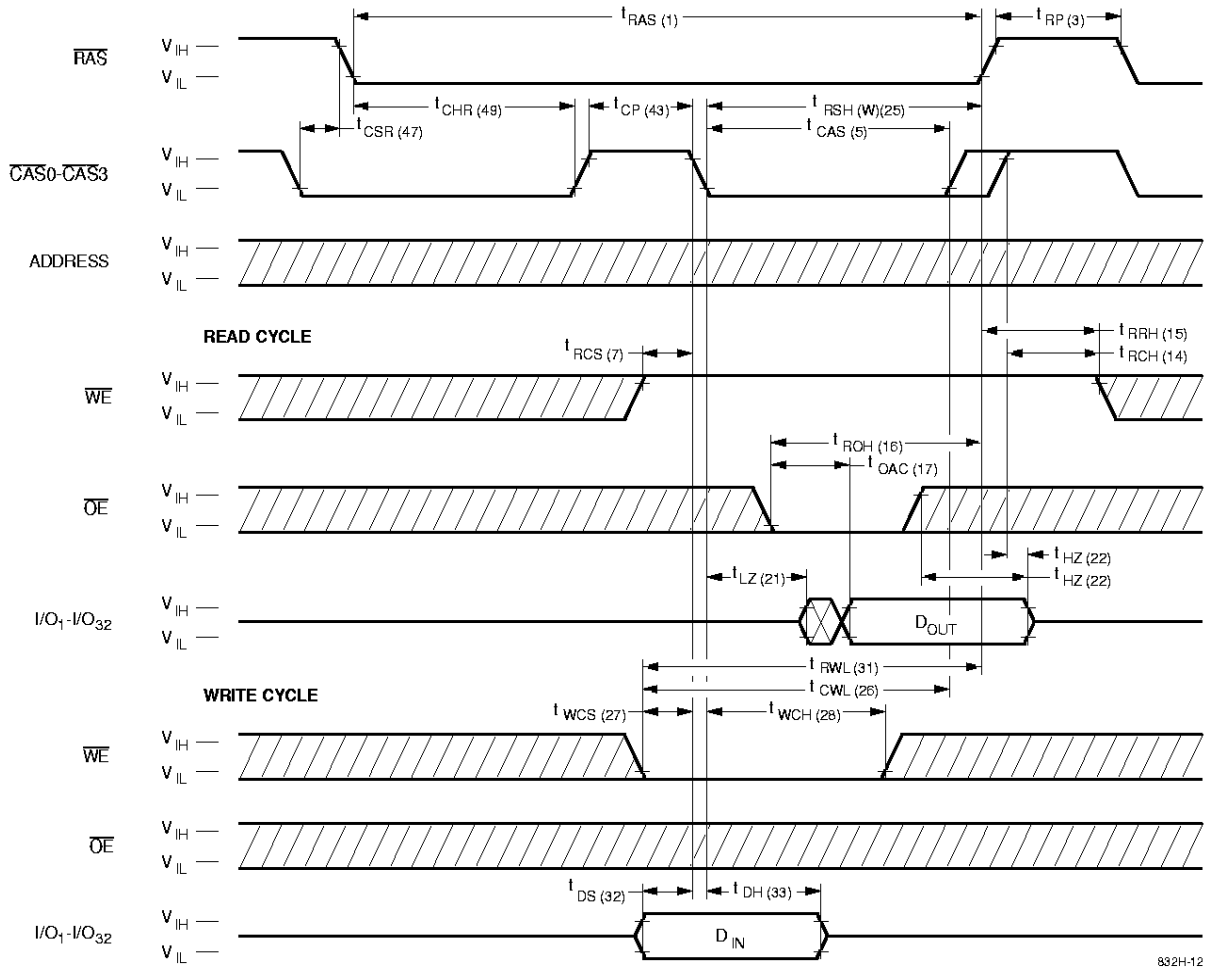 t RAS (1)
t RP (3)
RAS
V IH
V IL
t CHR (49)
t CP (43)
t RSH (W)(25)
t CSR (47)
t CAS (5)
CAS0-CAS3
V IH
V IL
ADDRESS
V IH
V IL
READ CYCLE
t RRH (15)
t RCS (7)
t RCH (14)
WE
V IH
V IL
t ROH (16)
t OAC (17)
OE
V IH
V IL
t HZ (22)
t LZ (21)
t HZ (22)
I/O1-I/O32
V IH
V IL
DOUT
t RWL (31)
t CWL (26)
WRITE CYCLE
t WCS (27)
t WCH (28)
WE
V IH
V IL
OE
V IH
V IL
t DS (32)
t DH (33)
I/O1-I/O32
V IH
V IL
D IN
832H-12